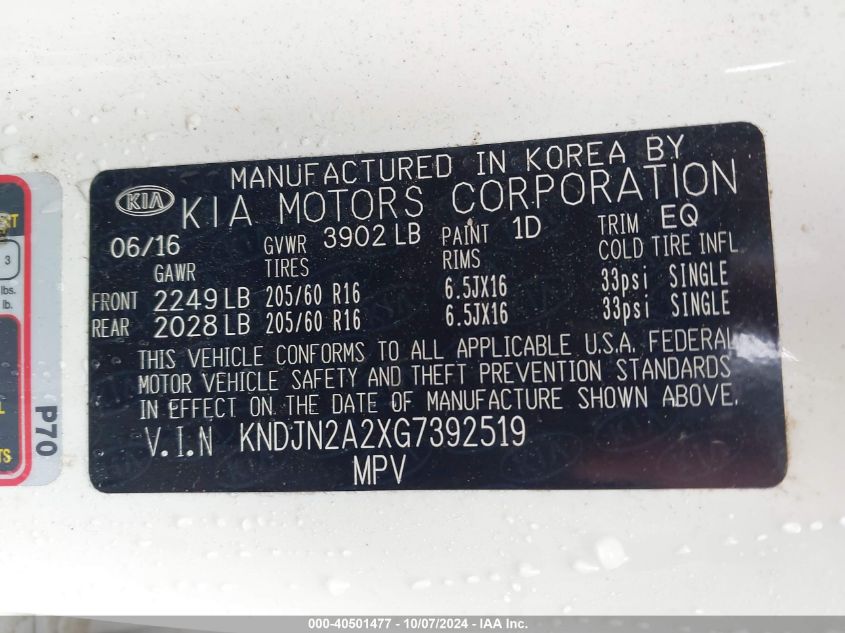 MANUFACTURED IN KOREA BY
KIA KIA MOTORS CORPORATION
06/16 GVWR 3902 LB PAINT 1D TRIM EQ
GAWR TIRES RIMS COLD TIRE INFL
FRONT 2249 LB 205/60 R16 6.5JX16 33psi SINGLE
REAR 2028 LB 205/60 R16 6.5JX16 33psi SINGLE
THIS VEHICLE CONFORMS TO ALL APPLICABLE U.S.A. FEDERAL
MOTOR VEHICLE SAFETY AND THEFT PREVENTION STANDARDS
IN EFFECT ON THE DATE OF MANUFACTURE SHOWN ABOVE.
V.I.N KNDJN2A2XG7392519
MPV
3
lbs.
lb.
P70
000-40501477 - 10/07/2024 - IAA Inc.